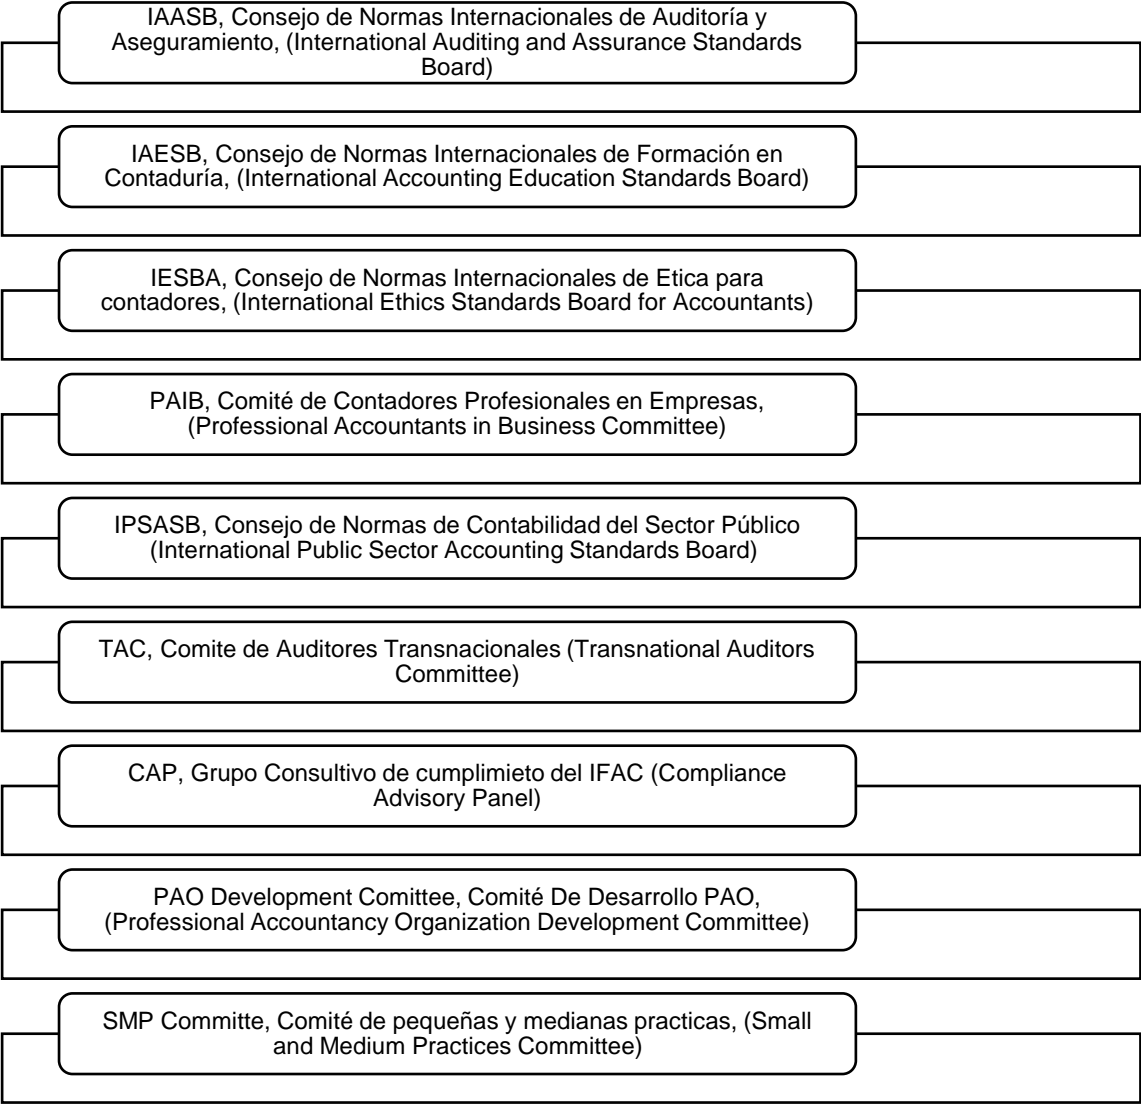 IAASB, Consejo de Normas Internacionales de Auditoría y
Aseguramiento, (International Auditing and Assurance Standards
Board)
IAESB, Consejo de Normas Internacionales de Formación en
Contaduría, (International Accounting Education Standards Board)
IESBA, Consejo de Normas Internacionales de Etica para
contadores, (International Ethics Standards Board for Accountants)
PAIB, Comité de Contadores Profesionales en Empresas,
(Professional Accountants in Business Committee)
IPSASB, Consejo de Normas de Contabilidad del Sector Público
(International Public Sector Accounting Standards Board)
TAC, Comite de Auditores Transnacionales (Transnational Auditors
Committee)
CAP, Grupo Consultivo de cumplimieto del IFAC (Compliance
Advisory Panel)
PAO Development Comittee, Comité De Desarrollo PAO,
(Professional Accountancy Organization Development Committee)
SMP Committe, Comité de pequeñas y medianas practicas, (Small
and Medium Practices Committee)